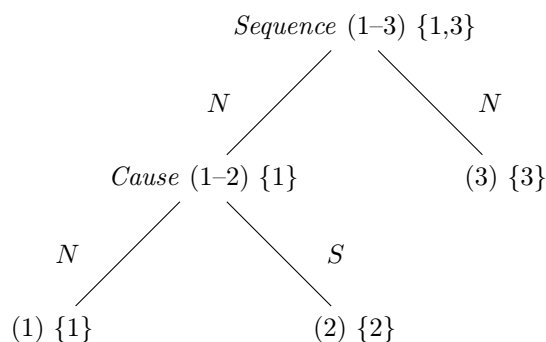 Sequence (1–3) {1,3}
N N
Cause (1–2) {1} (3) {3}
N S
(1) {1} (2) {2}